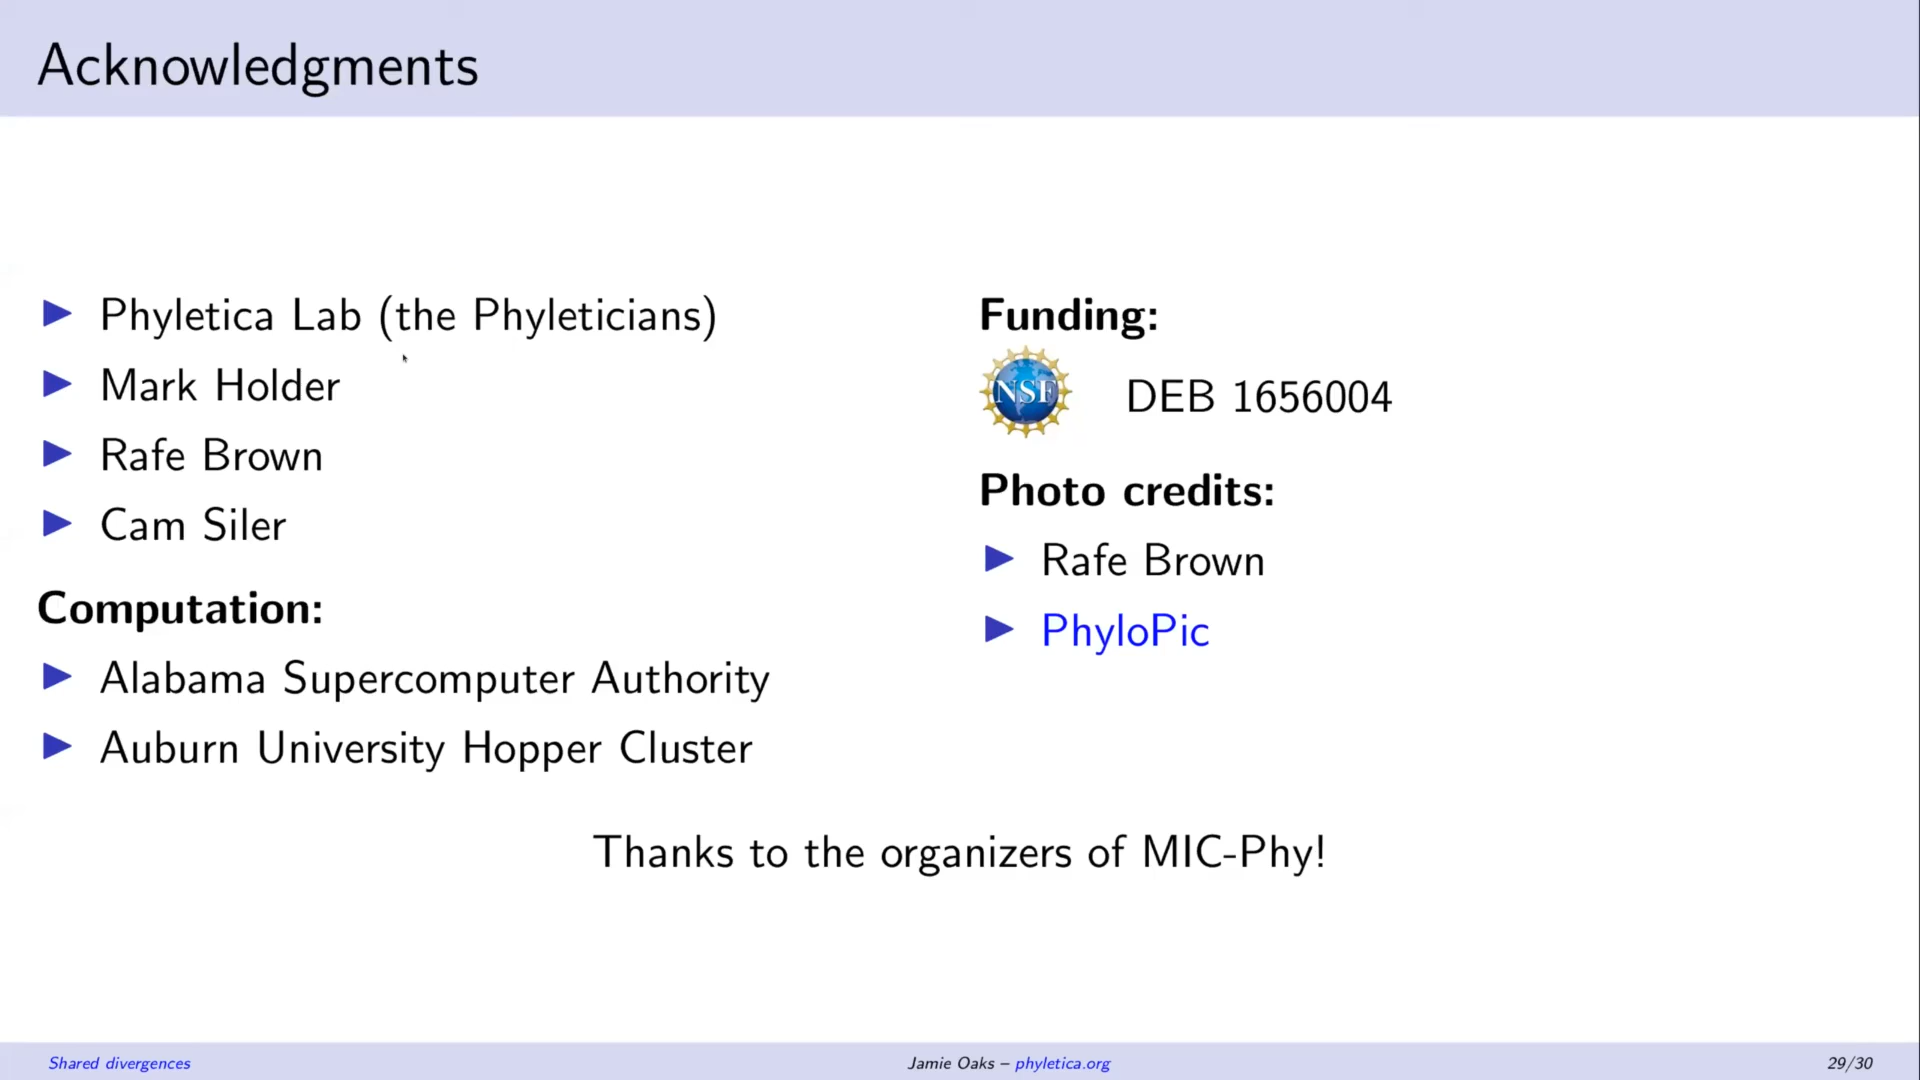 Acknowledgments
Phyletica Lab (the Phyleticians)
Mark Holder
Rafe Brown
Cam Siler
Computation:
Alabama Supercomputer Authority
Auburn University Hopper Cluster
Funding:
NSF DEB 1656004
Photo credits:
Rafe Brown
PhyloPic
Thanks to the organizers of MIC-Phy!
Shared divergences
Jamie Oaks – phyletica.org
29/30